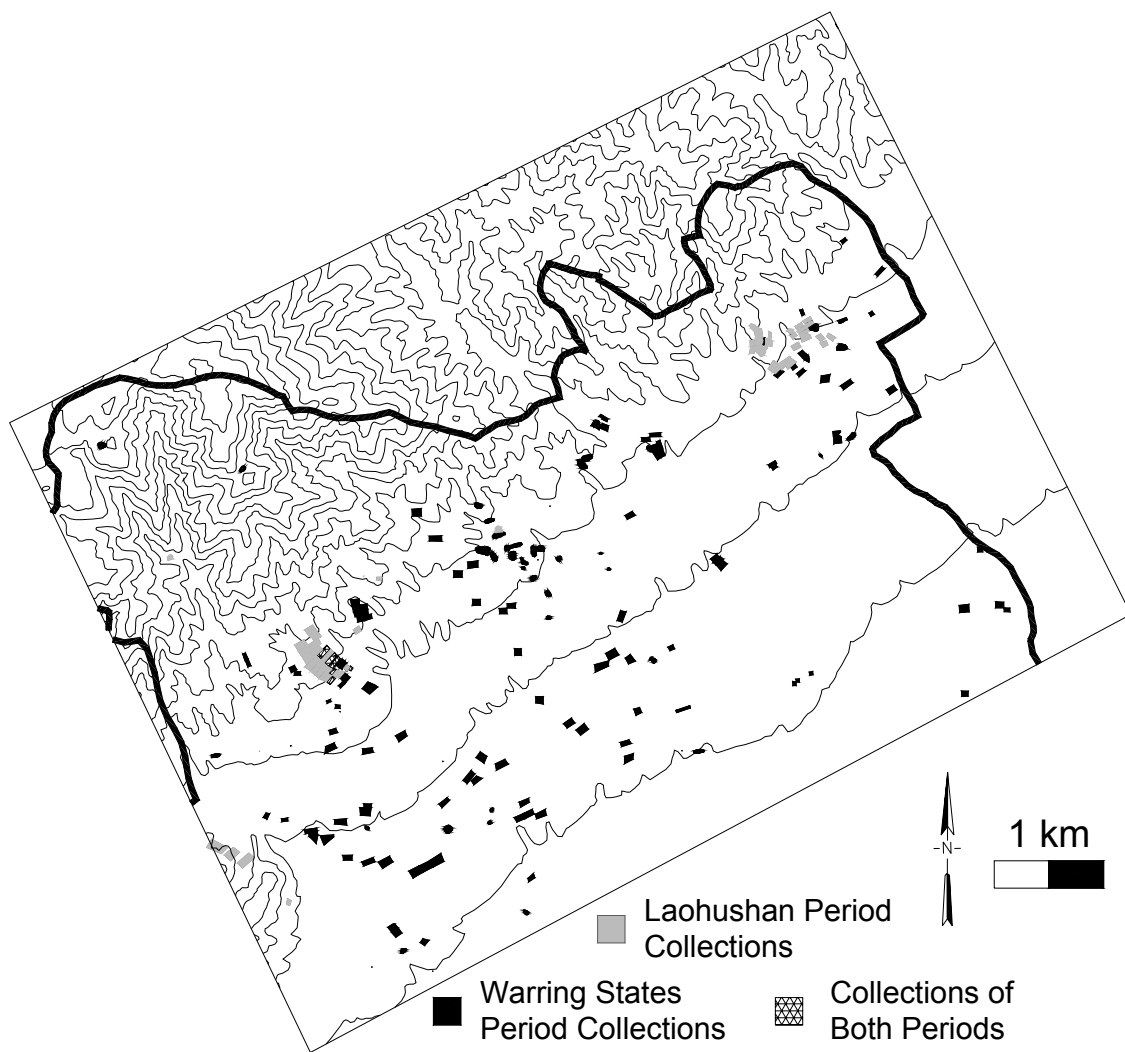 -N-
1 km
Laohushan Period
Collections
Warring States
Period Collections
Collections of
Both Periods